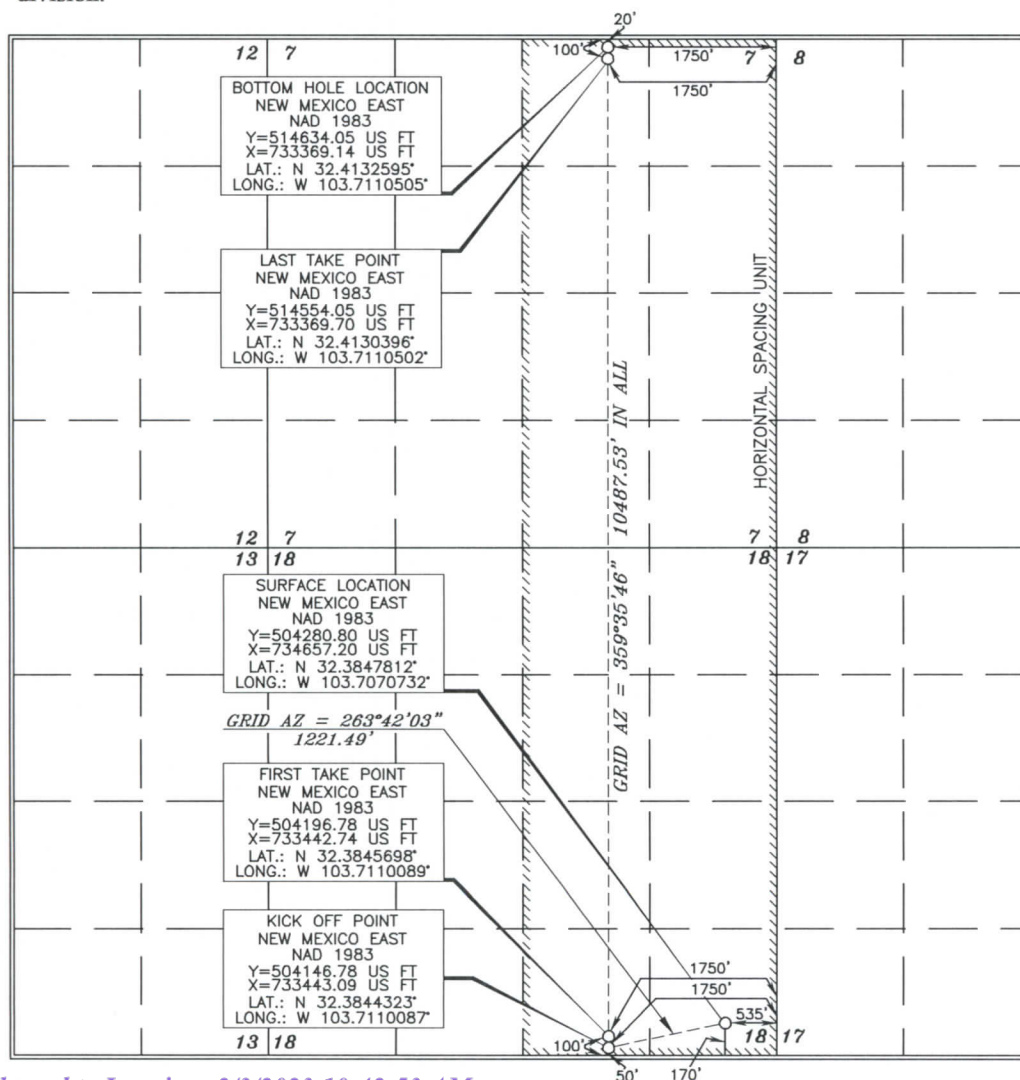 20'
12 7
100'
1750'
7 8
1750'
BOTTOM HOLE LOCATION
NEW MEXICO EAST
NAD 1983
Y=514634.05 US FT
X=733369.14 US FT
LAT.: N 32.4132595°
LONG.: W 103.7110505°
LAST TAKE POINT
NEW MEXICO EAST
NAD 1983
Y=514554.05 US FT
X=733369.70 US FT
LAT.: N 32.4130396°
LONG.: W 103.7110502°
HORIZONTAL SPACING UNIT
GRID AZ = 359°35'46" 10487.53' IN ALL
12 7
13 18
7 8
18 17
SURFACE LOCATION
NEW MEXICO EAST
NAD 1983
Y=504280.80 US FT
X=734657.20 US FT
LAT.: N 32.3847812°
LONG.: W 103.7070732°
GRID AZ = 263°42'03"
1221.49'
FIRST TAKE POINT
NEW MEXICO EAST
NAD 1983
Y=504196.78 US FT
X=733442.74 US FT
LAT.: N 32.3845698°
LONG.: W 103.7110089°
KICK OFF POINT
NEW MEXICO EAST
NAD 1983
Y=504146.78 US FT
X=733443.09 US FT
LAT.: N 32.3844323°
LONG.: W 103.7110087°
1750'
1750'
535'
13 18
100'
18 17
50'
170'